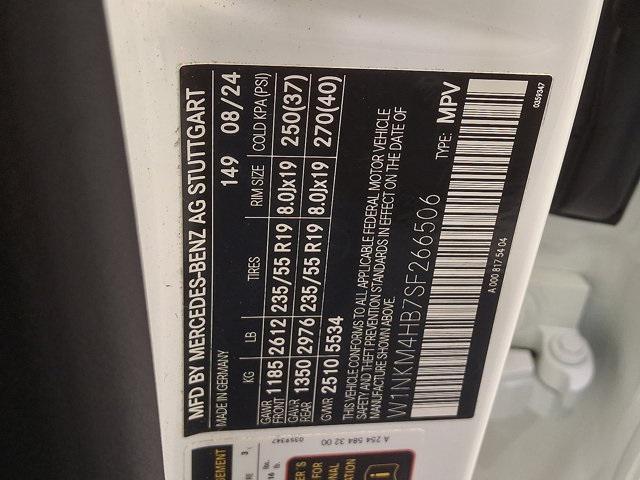 MFD BY MERCEDES-BENZ AG STUTTGART
MADE IN GERMANY 149 08/24
KG LB TIRES RIM SIZE COLD KPA(PSI)
GAWR FRONT 1185 2612 235/55 R19 8.0Jx19 250(37)
GAWR REAR 1350 2976 235/55 R19 8.0Jx19 270(40)
GWR 2510 5534
THIS VEHICLE CONFORMS TO ALL APPLICABLE FEDERAL MOTOR VEHICLE
SAFETY AND THEFT PREVENTION STANDARDS IN EFFECT ON THE DATE OF
MANUFACTURE SHOWN ABOVE.
W1NKM4HB7SF266506 TYPE: MPV
A 000 817 54 04
0359347
A 254 584 32 00
0359347